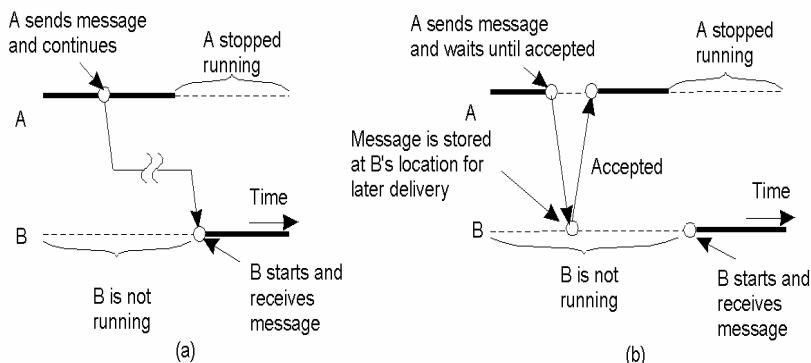 A sends message
and continues
A stopped
running
A
Time
B
B is not
running
B starts and
receives
message
(a)
A sends message
and waits until accepted
A stopped
running
A
Message is stored
at B's location for
later delivery
Accepted
Time
B
B is not
running
B starts and
receives
message
(b)